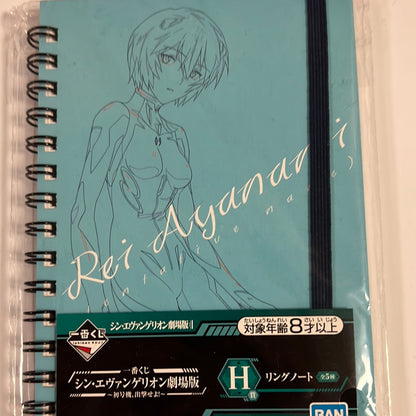 Rei Ayanami
(tentative name)
シン・エヴァンゲリオン劇場版
たいしょうねんれい さい い じょう
対象年齢8才以上
一番くじ
一番くじ
シン・エヴァンゲリオン劇場版
～初号機、出撃せよ!～
H賞
リングノート
全5種
BAN